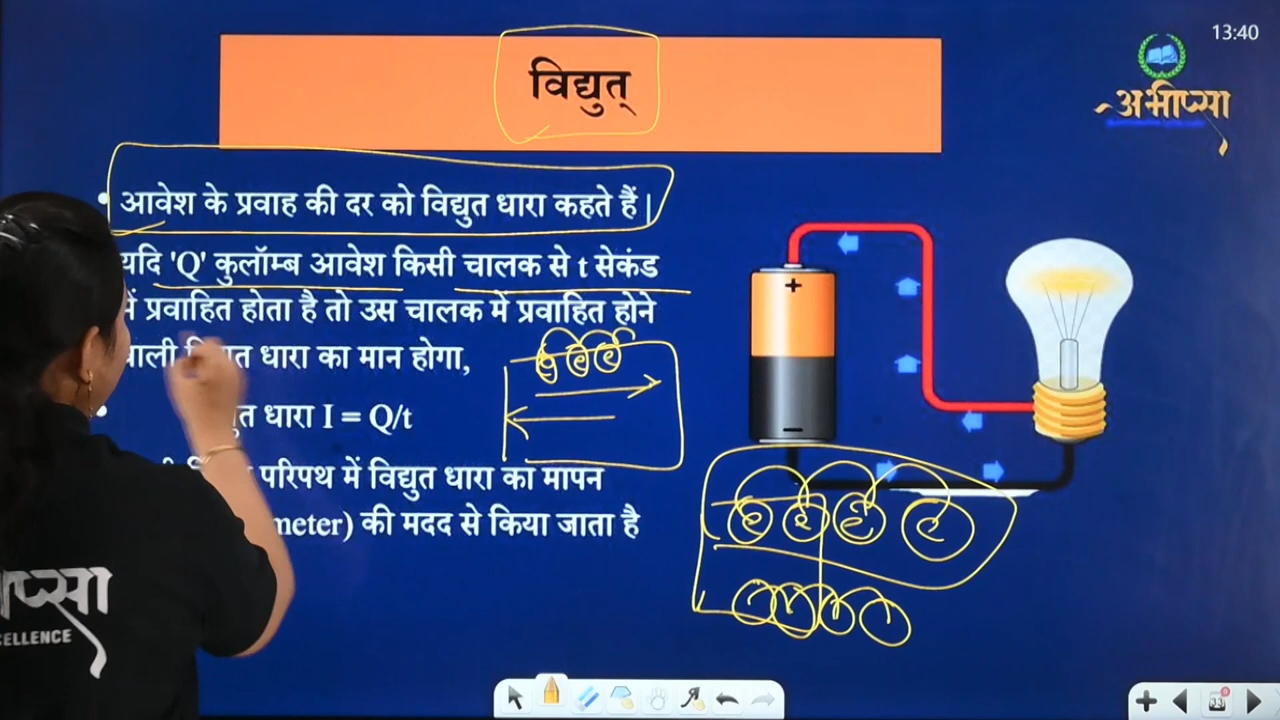 13:40
विद्युत्
अभीप्सा
आवेश के प्रवाह की दर को विद्युत धारा कहते हैं |
यदि 'Q' कुलॉम्ब आवेश किसी चालक से t सेकंड
में प्रवाहित होता है तो उस चालक में प्रवाहित होने
वाली धारा का मान होगा,
धारा I = Q/t
परिपथ में विद्युत धारा का मापन
meter) की मदद से किया जाता है
+
e e e
e e e e
33